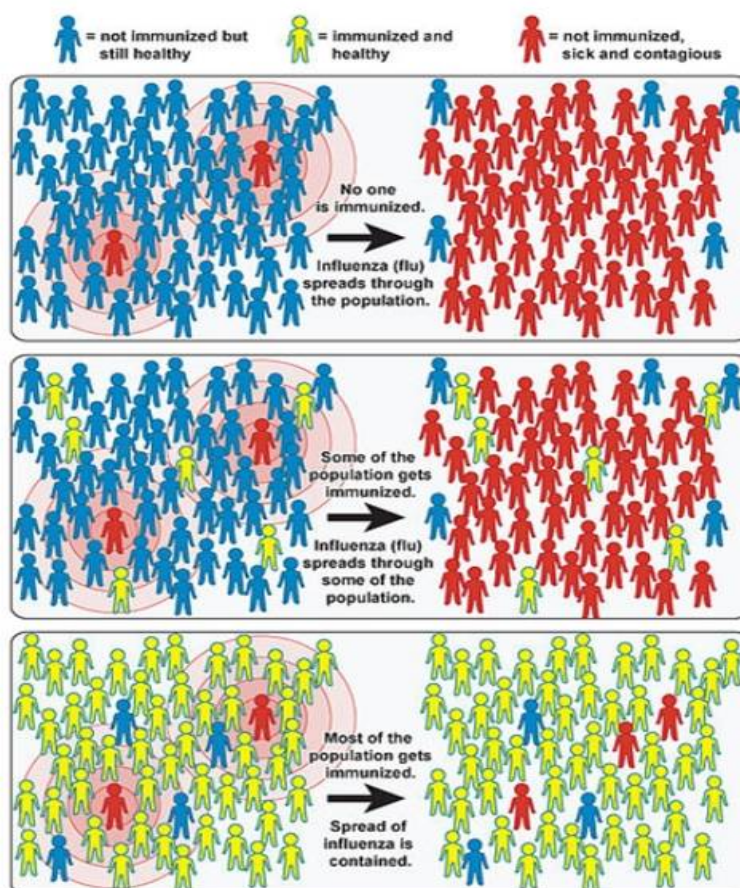 = not immunized but
still healthy
= immunized and
healthy
= not immunized,
sick and contagious
No one
is immunized.
Influenza (flu)
spreads through
the population.
Some of the
population gets
immunized.
Influenza (flu)
spreads through
some of the
population.
Most of the
population gets
immunized.
Spread of
influenza is
contained.